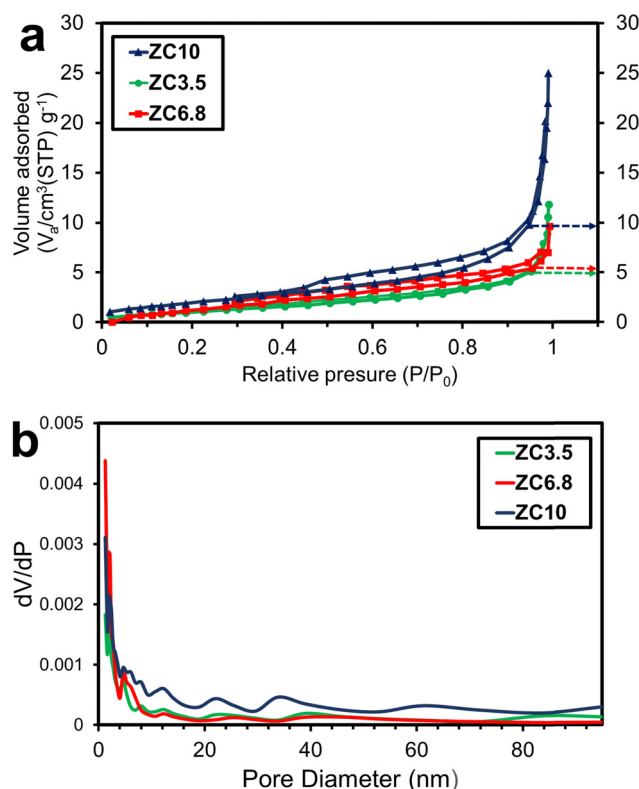 a
ZC10
ZC3.5
ZC6.8
Volume adsorbed
(Vₐ/cm³(STP) g⁻¹)
30
25
20
15
10
5
0
30
25
20
15
10
5
0
0
0.2
0.4
0.6
0.8
1
Relative presure (P/P₀)
b
ZC3.5
ZC6.8
ZC10
dV/dP
0.005
0.004
0.003
0.002
0.001
0
0
20
40
60
80
Pore Diameter (nm)